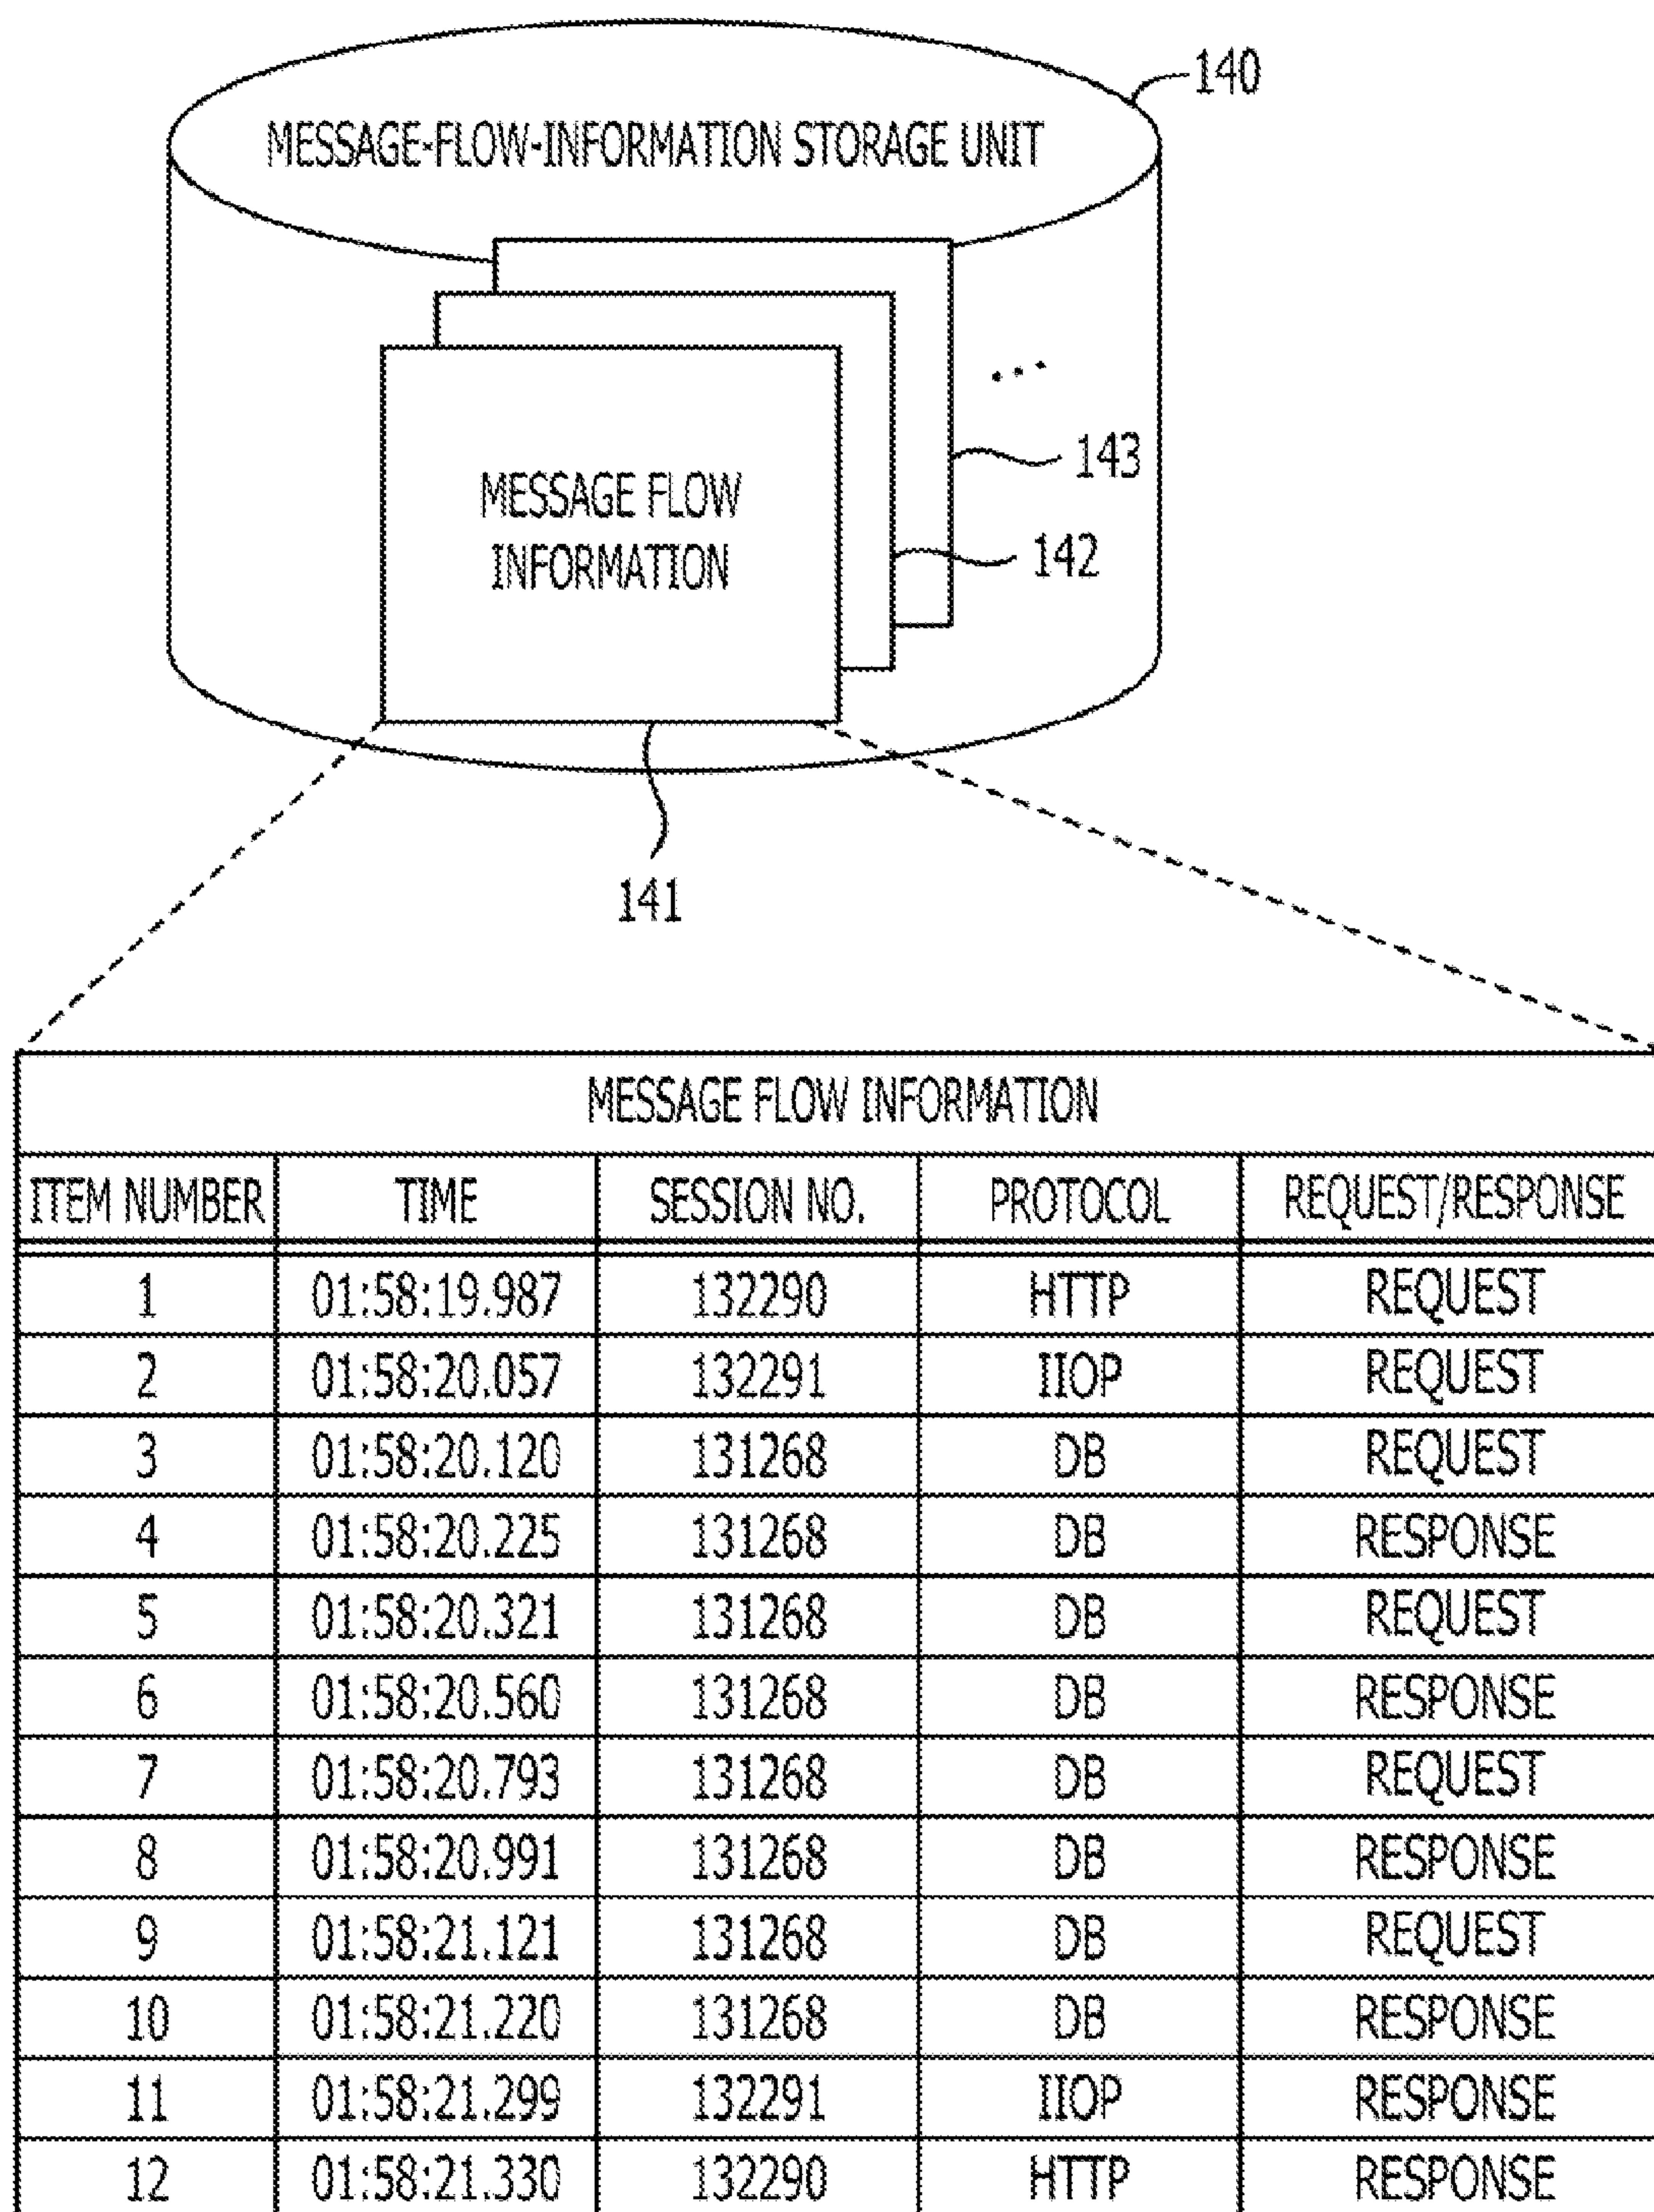 140
MESSAGE-FLOW-INFORMATION STORAGE UNIT
...
143
MESSAGE FLOW
INFORMATION
142
141
MESSAGE FLOW INFORMATION
ITEM NUMBER TIME SESSION NO. PROTOCOL REQUEST/RESPONSE
1 01:58:19.987 132290 HTTP REQUEST
2 01:58:20.057 132291 IIOP REQUEST
3 01:58:20.120 131268 DB REQUEST
4 01:58:20.225 131268 DB RESPONSE
5 01:58:20.321 131268 DB REQUEST
6 01:58:20.560 131268 DB RESPONSE
7 01:58:20.793 131268 DB REQUEST
8 01:58:20.991 131268 DB RESPONSE
9 01:58:21.121 131268 DB REQUEST
10 01:58:21.220 131268 DB RESPONSE
11 01:58:21.299 132291 IIOP RESPONSE
12 01:58:21.330 132290 HTTP RESPONSE